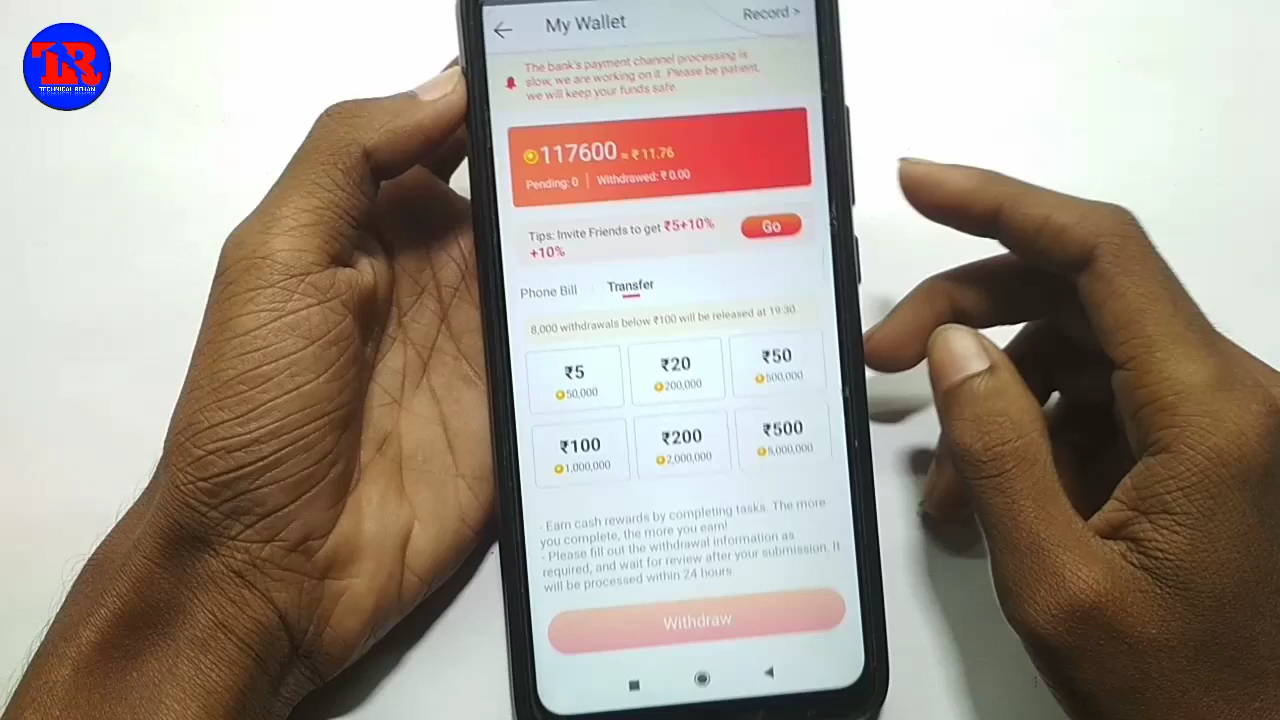 TR
TECHNICAL REHAN
My Wallet
Record >
The bank's payment channel processing is
slow, we are working on it. Please be patient,
we will keep your funds safe.
117600 ≈ ₹ 11.76
Pending: 0 | Withdrawed: ₹ 0.00
Tips: Invite Friends to get ₹5+10%
+10%
Go
Phone Bill
Transfer
8,000 withdrawals below ₹100 will be released at 19:30
₹5
50,000
₹20
200,000
₹50
500,000
₹100
1,000,000
₹200
2,000,000
₹500
5,000,000
- Earn cash rewards by completing tasks. The more
you complete, the more you earn!
- Please fill out the withdrawal information as
required, and wait for review after your submission. It
will be processed within 24 hours
Withdraw